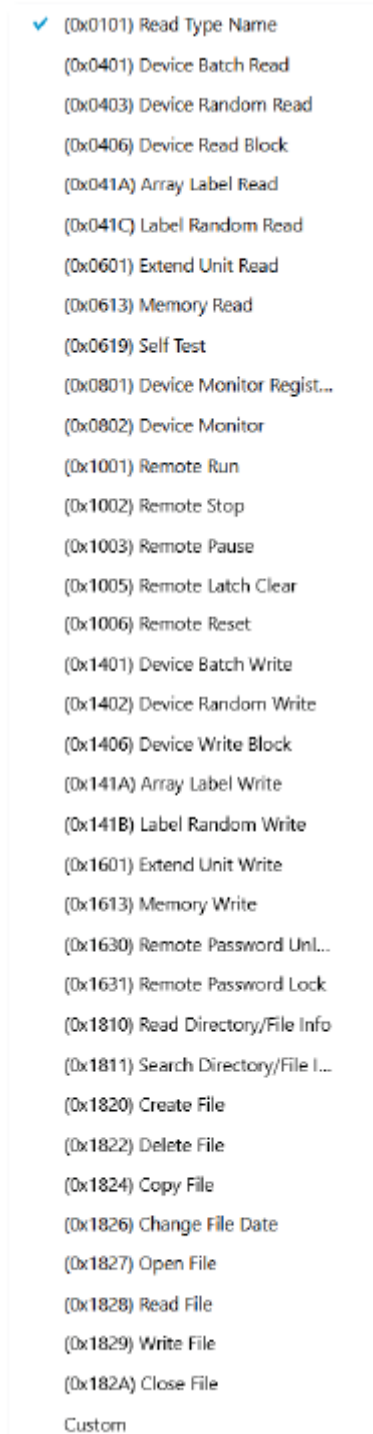 (0x0101) Read Type Name
(0x0401) Device Batch Read
(0x0403) Device Random Read
(0x0406) Device Read Block
(0x041A) Array Label Read
(0x041C) Label Random Read
(0x0601) Extend Unit Read
(0x0613) Memory Read
(0x0619) Self Test
(0x0801) Device Monitor Regist...
(0x0802) Device Monitor
(0x1001) Remote Run
(0x1002) Remote Stop
(0x1003) Remote Pause
(0x1005) Remote Latch Clear
(0x1006) Remote Reset
(0x1401) Device Batch Write
(0x1402) Device Random Write
(0x1406) Device Write Block
(0x141A) Array Label Write
(0x141B) Label Random Write
(0x1601) Extend Unit Write
(0x1613) Memory Write
(0x1630) Remote Password Unl...
(0x1631) Remote Password Lock
(0x1810) Read Directory/File Info
(0x1811) Search Directory/File I...
(0x1820) Create File
(0x1822) Delete File
(0x1824) Copy File
(0x1826) Change File Date
(0x1827) Open File
(0x1828) Read File
(0x1829) Write File
(0x182A) Close File
Custom